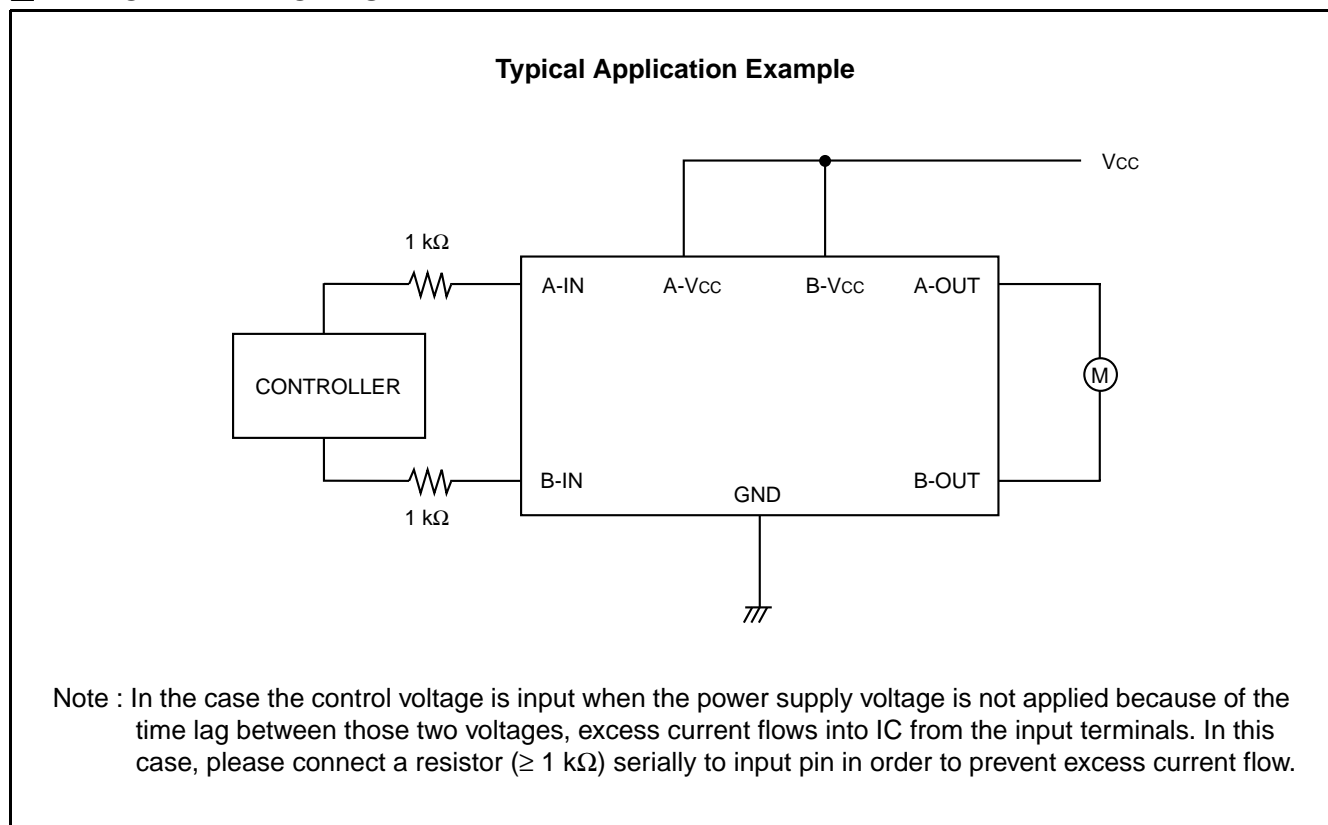 Typical Application Example
VCC
1 kΩ
A-IN
A-VCC
B-VCC
A-OUT
CONTROLLER
M
B-IN
GND
B-OUT
1 kΩ
Note : In the case the control voltage is input when the power supply voltage is not applied because of the
time lag between those two voltages, excess current flows into IC from the input terminals. In this
case, please connect a resistor (≥ 1 kΩ) serially to input pin in order to prevent excess current flow.